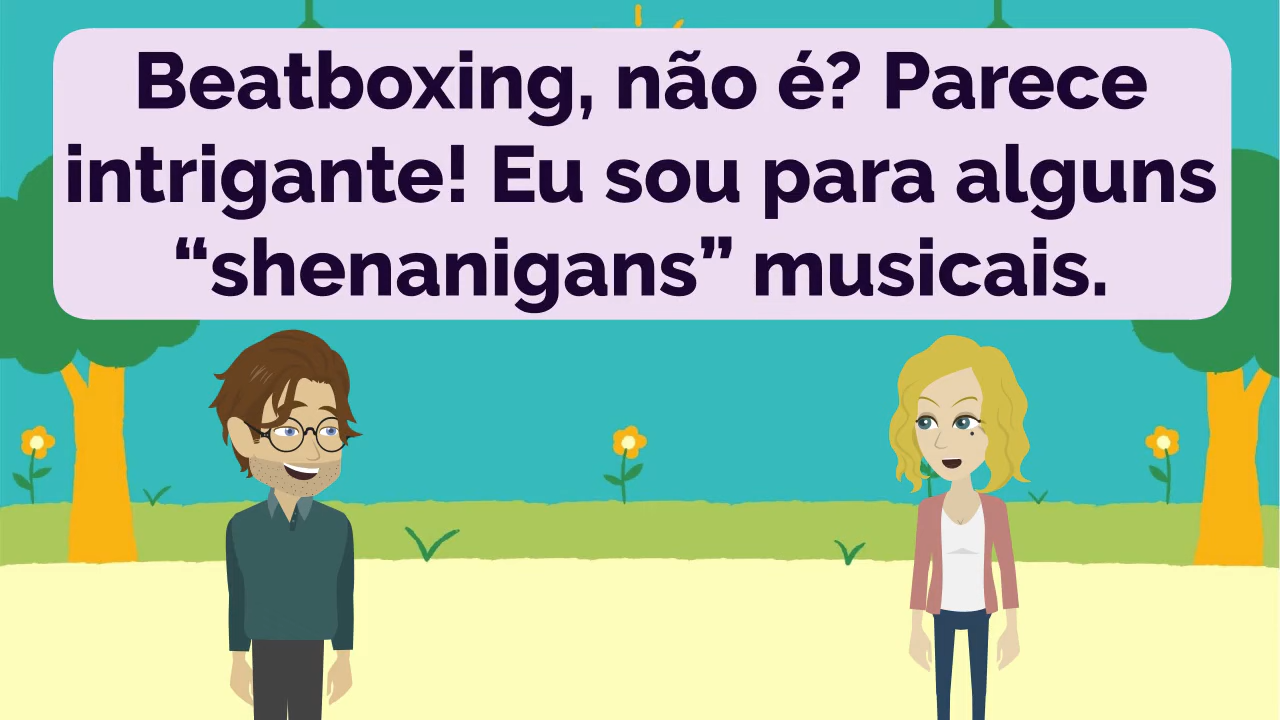 Beatboxing, não é? Parece
intrigante! Eu sou para alguns
“shenanigans” musicais.